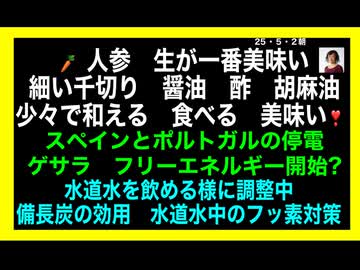 25・5・2朝
人参 生が一番美味い
細い千切り 醤油 酢 胡麻油
少々で和える 食べる 美味い❣
スペインとポルトガルの停電
ゲサラ フリーエネルギー開始?
水道水を飲める様に調整中
備長炭の効用 水道水中のフッ素対策